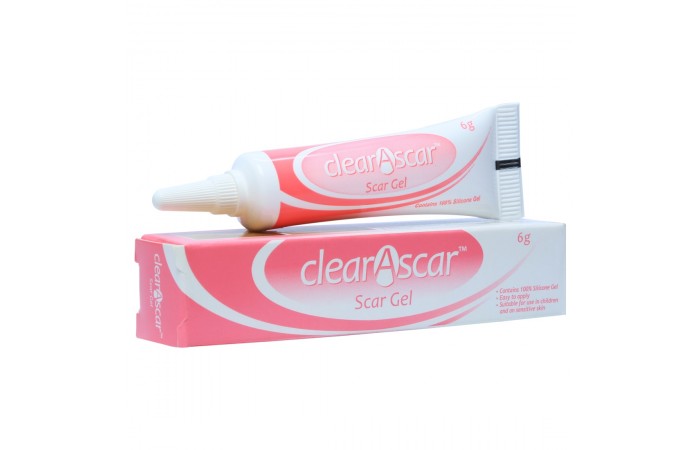 6g
clearAscar
Scar Gel
Contains 100% Silicone Gel
6g
clearAscar™
Scar Gel
• Contains 100% Silicone Gel
• Easy to apply
• Suitable for use in children
and on sensitive skin
clearAscar™
Scar Gel